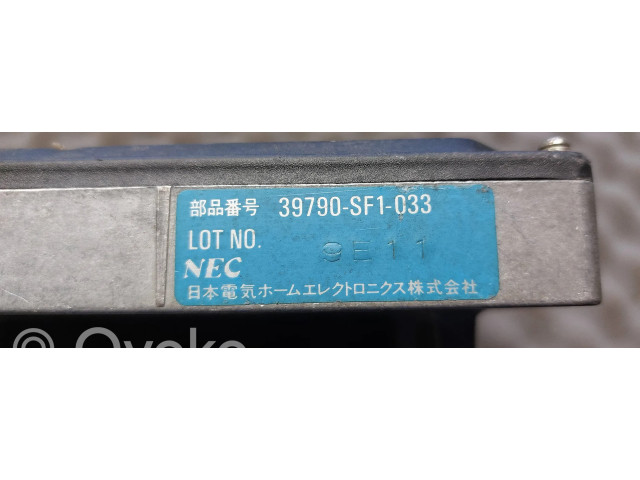 部品番号 39790-SF1-033
LOT NO. 9E11
NEC
日本電気ホームエレクトロニクス株式会社
© Ovoko